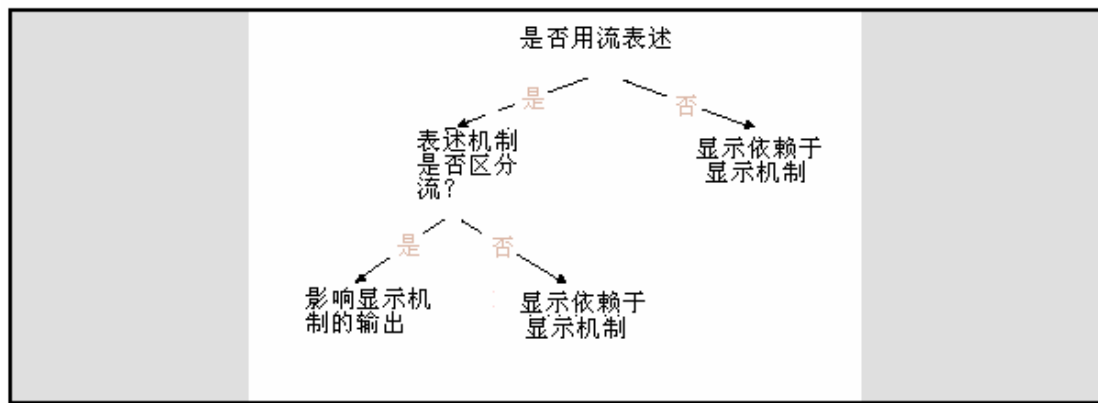 是否用流表述
是
否
表述机制
是否区分
流？
显示依赖于
显示机制
是
否
影响显示机
制的输出
显示依赖于
显示机制